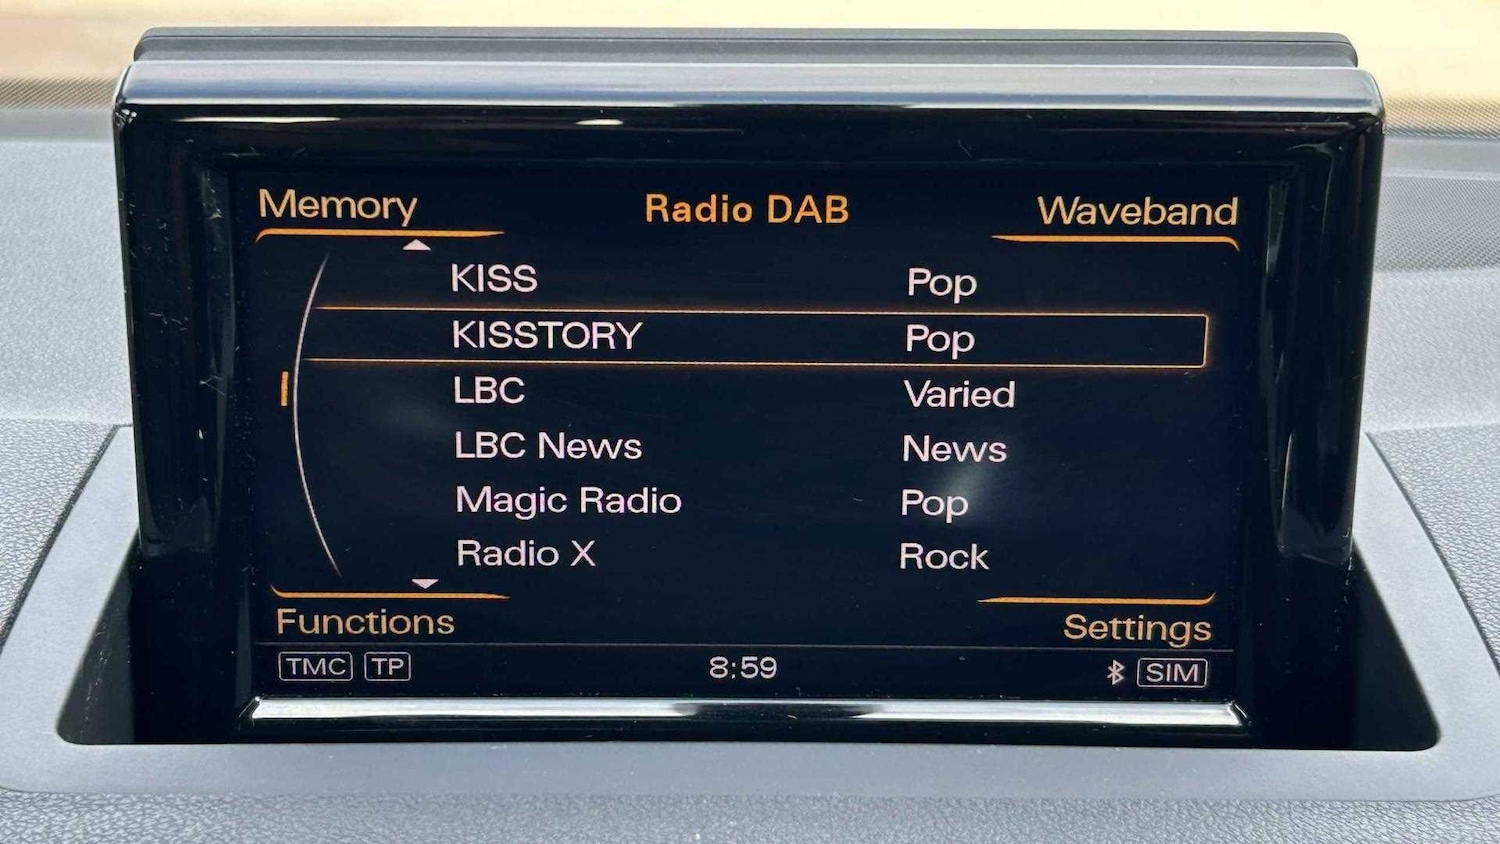 Memory Radio DAB Waveband
KISS Pop
KISSTORY Pop
LBC Varied
LBC News News
Magic Radio Pop
Radio X Rock
Functions Settings
TMC TP 8:59 SIM